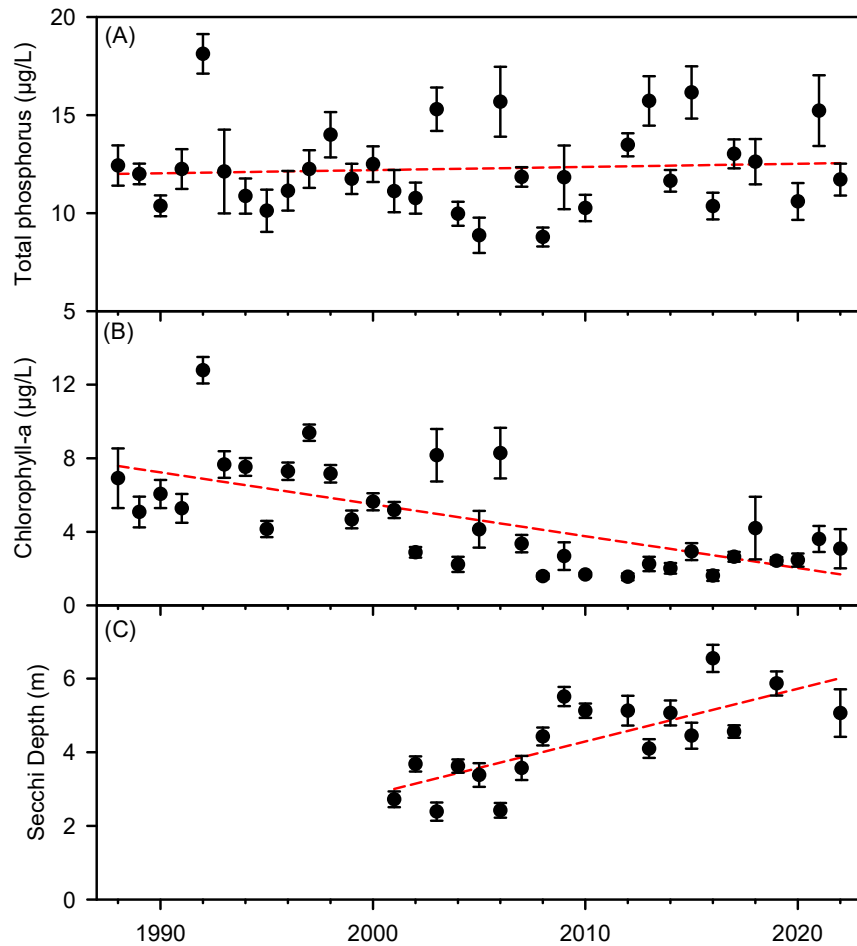 20
(A)
15
10
5
Total phosphorus (µg/L)
(B)
12
8
4
0
Chlorophyll-a (µg/L)
(C)
6
4
2
0
Secchi Depth (m)
1990 2000 2010 2020